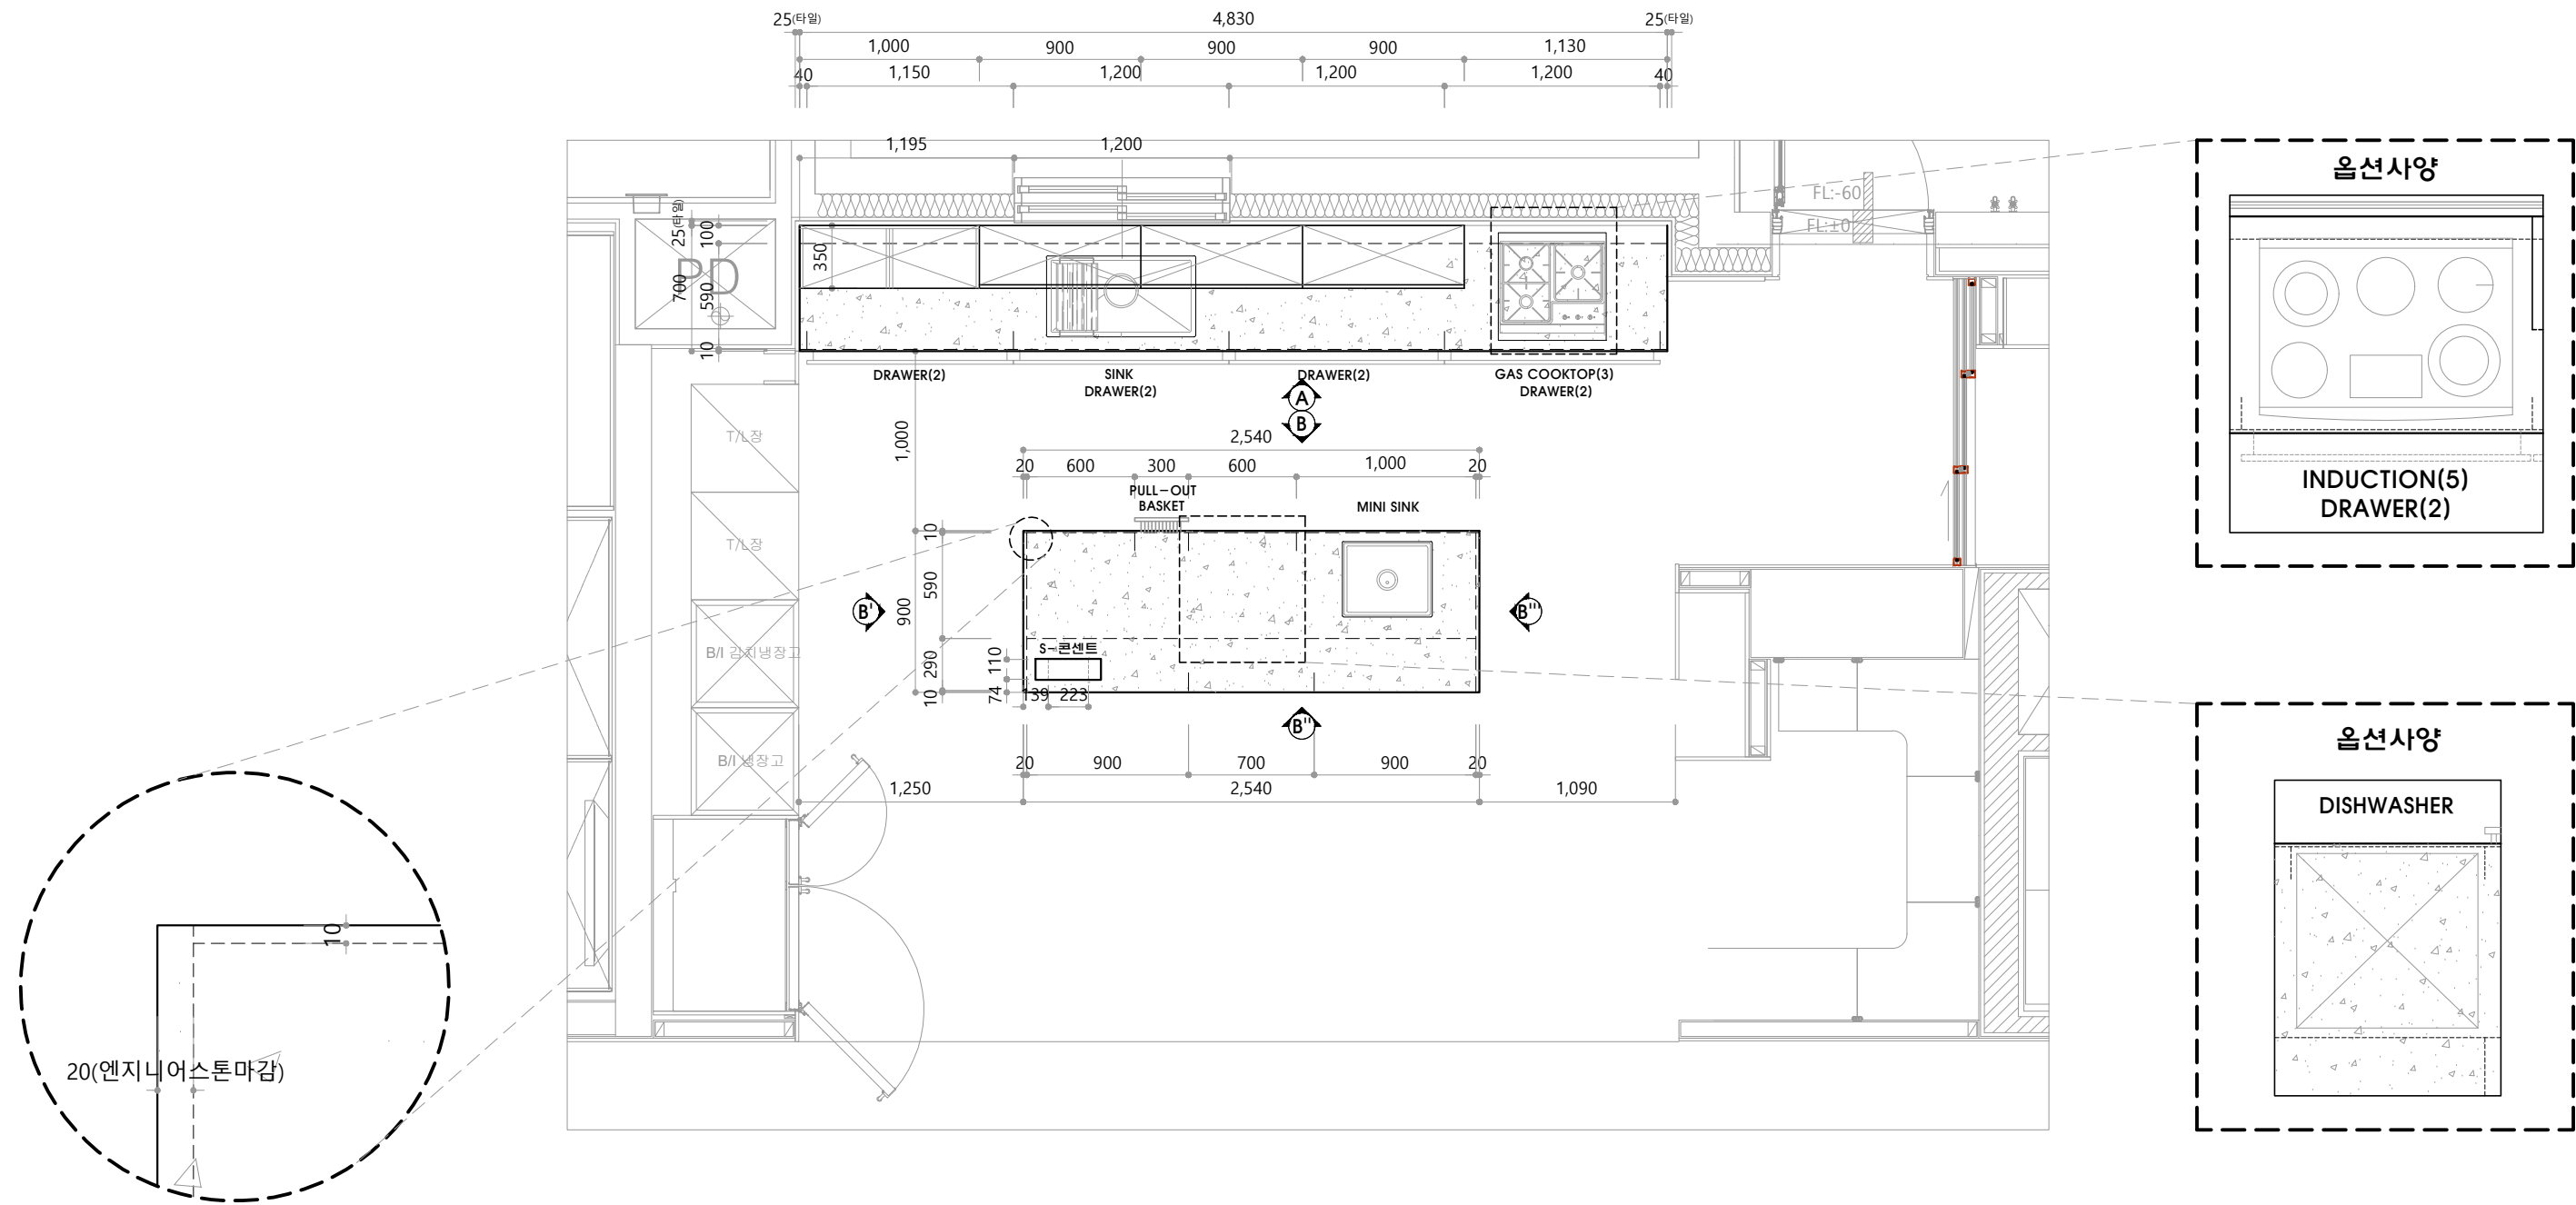 25(타일)
4,830
25(타일)
1,000
900
900
900
1,130
40
1,150
1,200
1,200
1,200
40
1,195
1,200
옵션사양
FL:-60
FL:±0
25(타일)
100
350
PD
700
590
10
DRAWER(2)
SINK
DRAWER(2)
DRAWER(2)
GAS COOKTOP(3)
DRAWER(2)
A
B
T/L장
1,000
2,540
20
600
300
600
1,000
20
INDUCTION(5)
DRAWER(2)
PULL-OUT
BASKET
MINI SINK
T/L장
10
590
900
B'
B'''
B/I 김치냉장고
S-콘센트
290
110
10
74
139
223
B''
옵션사양
B/I 냉장고
20
900
700
900
20
1,250
2,540
1,090
DISHWASHER
10
20(엔지니어스톤마감)